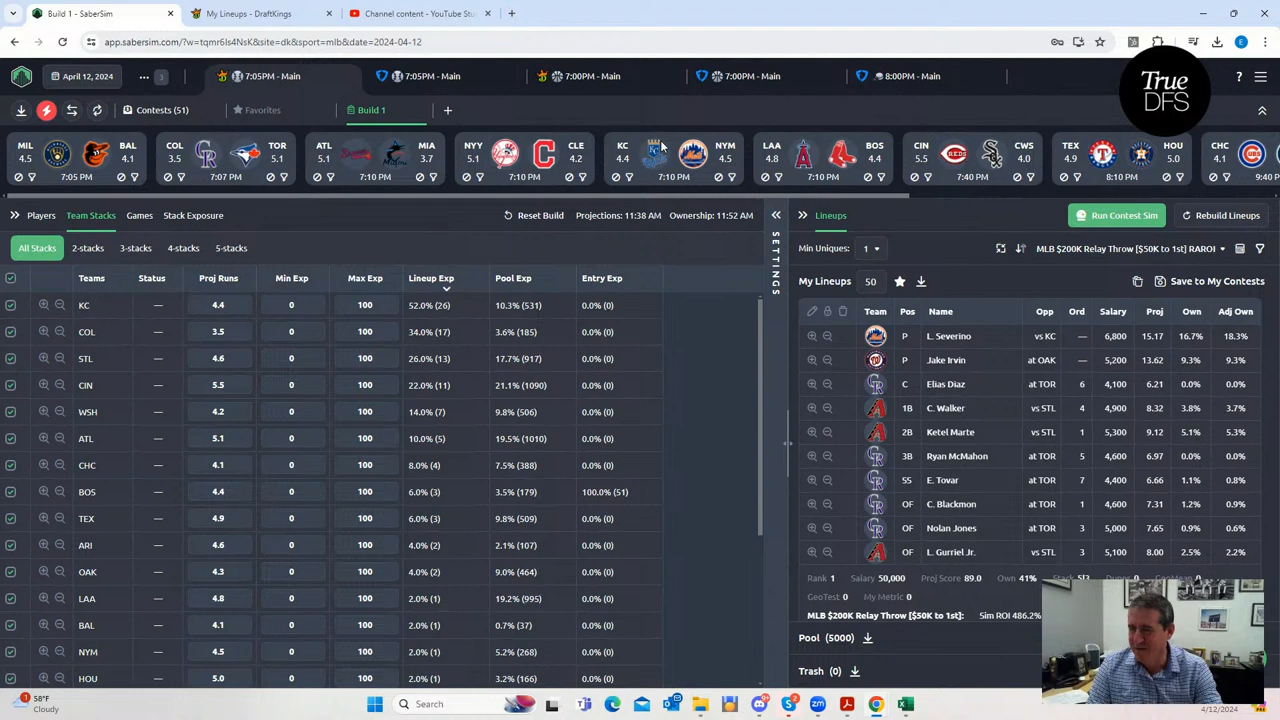 Build 1 - SaberSim
My Lineups - DraftKings
Channel content - YouTube Stu
app.sabersim.com/?w=tqmr6ls4NsK&site=dk&sport=mlb&date=2024-04-12
April 12, 2024
3
7:05PM - Main
7:05PM - Main
7:00PM - Main
7:00PM - Main
8:00PM - Main
True
DFS
Contests (51)
Favorites
Build 1
MIL 4.5 BAL 4.1 7:05 PM
COL 3.5 TOR 5.1 7:07 PM
ATL 5.1 MIA 3.7 7:10 PM
NYY 5.1 CLE 4.2 7:10 PM
KC 4.4 NYM 4.5 7:10 PM
LAA 4.8 BOS 4.4 7:10 PM
CIN 5.5 CWS 4.0 7:40 PM
TEX 4.9 HOU 5.0 8:10 PM
CHC 4.1 9:40 P
Players Team Stacks Games Stack Exposure Reset Build Projections: 11:38 AM Ownership: 11:52 AM
All Stacks 2-stacks 3-stacks 4-stacks 5-stacks
Teams Status Proj Runs Min Exp Max Exp Lineup Exp Pool Exp Entry Exp
KC — 4.4 0 100 52.0% (26) 10.3% (531) 0.0% (0)
COL — 3.5 0 100 34.0% (17) 3.6% (185) 0.0% (0)
STL — 4.6 0 100 26.0% (13) 17.7% (917) 0.0% (0)
CIN — 5.5 0 100 22.0% (11) 21.1% (1090) 0.0% (0)
WSH — 4.2 0 100 14.0% (7) 9.8% (506) 0.0% (0)
ATL — 5.1 0 100 10.0% (5) 19.5% (1010) 0.0% (0)
CHC — 4.1 0 100 8.0% (4) 7.5% (388) 0.0% (0)
BOS — 4.4 0 100 6.0% (3) 3.5% (179) 100.0% (51)
TEX — 4.9 0 100 6.0% (3) 9.8% (509) 0.0% (0)
ARI — 4.6 0 100 4.0% (2) 2.1% (107) 0.0% (0)
OAK — 4.3 0 100 4.0% (2) 9.0% (464) 0.0% (0)
LAA — 4.8 0 100 2.0% (1) 19.2% (995) 0.0% (0)
BAL — 4.1 0 100 2.0% (1) 0.7% (37) 0.0% (0)
NYM — 4.5 0 100 2.0% (1) 5.2% (268) 0.0% (0)
HOU — 5.0 0 100 2.0% (1) 3.2% (166) 0.0% (0)
SETTINGS
Lineups
Run Contest Sim
Rebuild Lineups
Min Uniques: 1
MLB $200K Relay Throw [$50K to 1st] RAROI
My Lineups 50
Save to My Contests
Team Pos Name Opp Ord Salary Proj Own Adj Own
P L. Severino vs KC — 6,800 15.17 16.7% 18.3%
P Jake Irvin at OAK — 5,200 13.62 9.3% 9.3%
C Elias Diaz at TOR 6 4,100 6.21 0.0% 0.0%
1B C. Walker vs STL 4 4,900 8.32 3.8% 3.7%
2B Ketel Marte vs STL 1 5,300 9.12 5.1% 5.3%
3B Ryan McMahon at TOR 5 4,600 6.97 0.0% 0.0%
SS E. Tovar at TOR 7 4,400 6.66 1.1% 0.8%
OF C. Blackmon at TOR 1 4,600 7.31 1.2% 0.9%
OF Nolan Jones at TOR 3 5,000 7.65 0.9% 0.6%
OF L. Gurriel Jr. vs STL 3 5,100 8.00 2.5% 2.2%
Rank 1 Salary 50,000 Proj Score 89.0 Own 41% Stack 5|3 Dupes 0 GeoMean 0
GeoTest 0 My Metric 0
MLB $200K Relay Throw [$50K to 1st]: Sim ROI 486.2%
Pool (5000)
Trash (0)
1
58°F
Cloudy
Search
4/12/2024